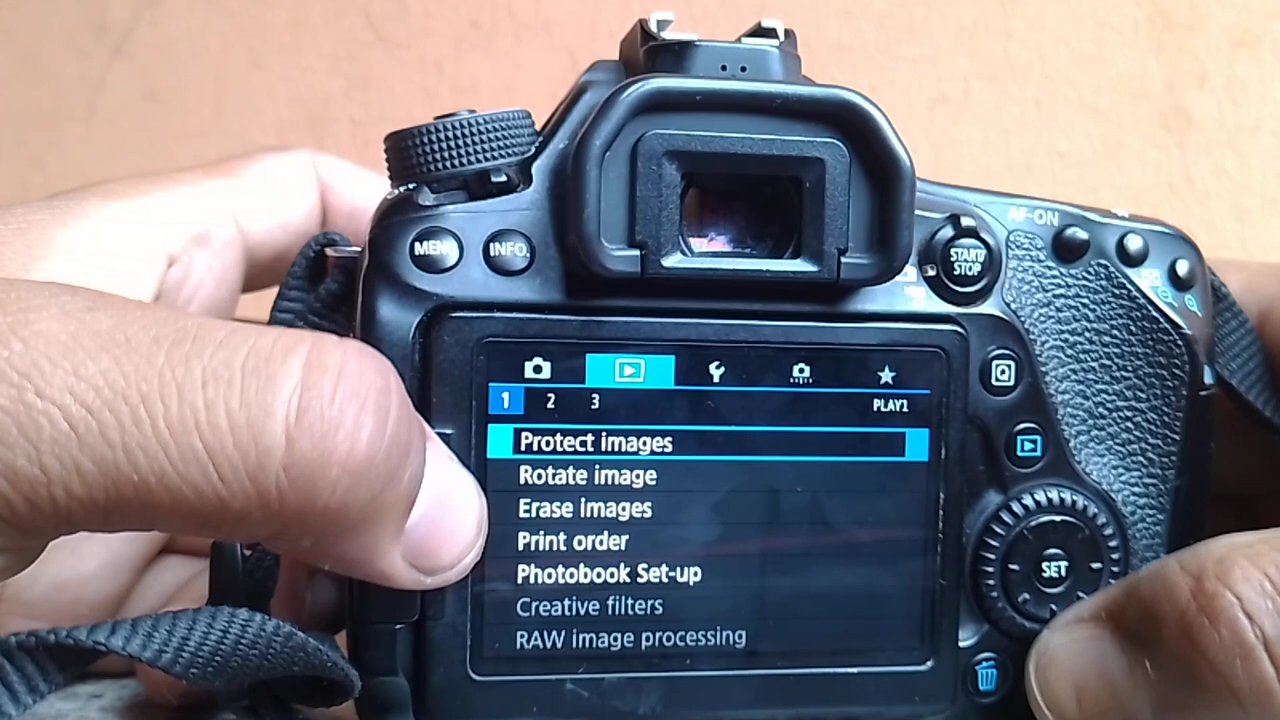 AF-ON
MENU
INFO.
START/
STOP
Q
1 2 3 PLAY1
Protect images
Rotate image
Erase images
Print order
Photobook Set-up
Creative filters
RAW image processing
SET